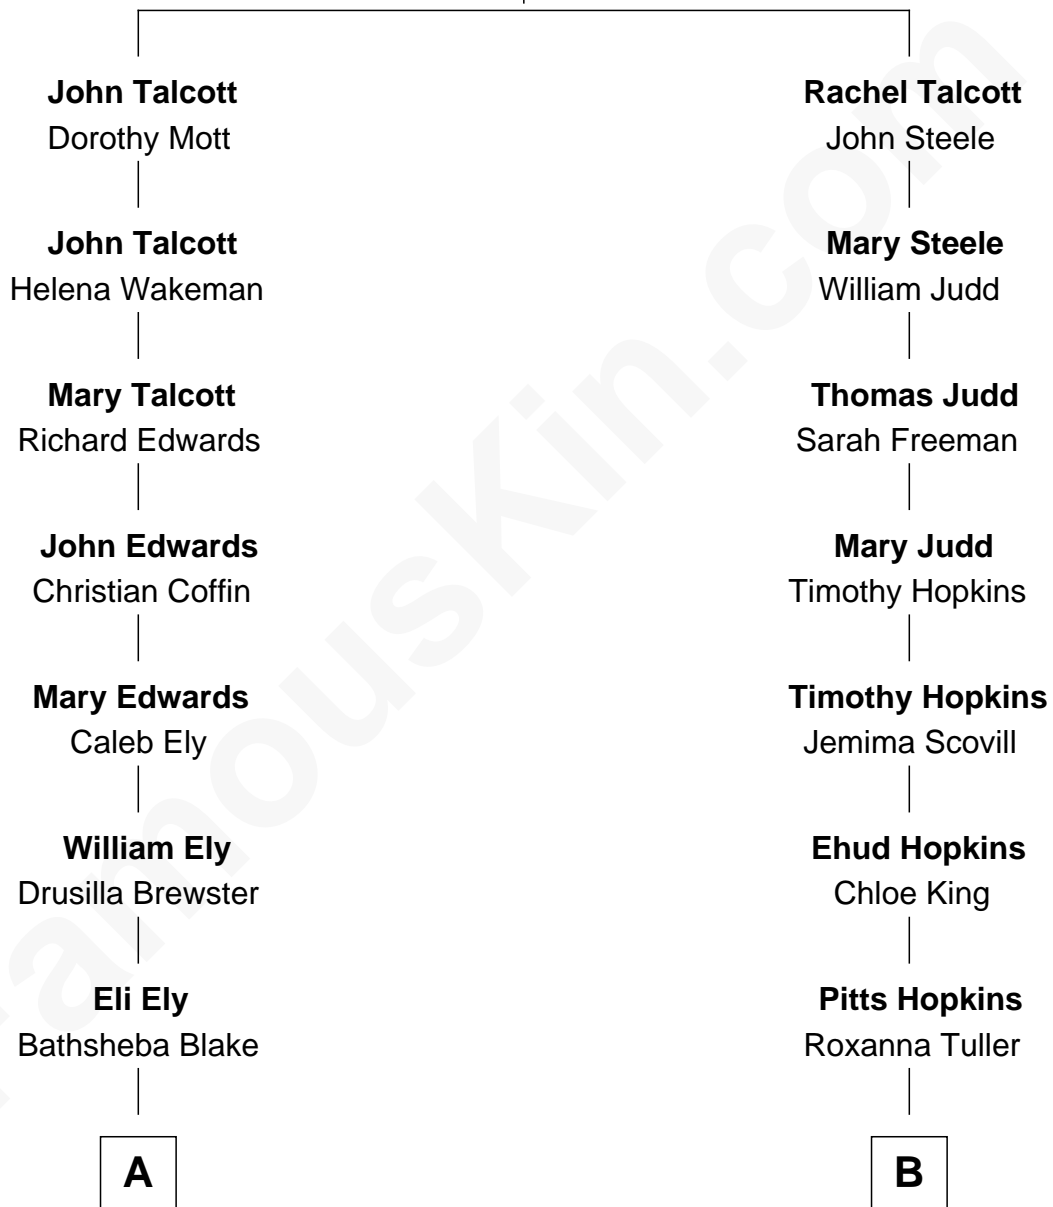 John Talcott
Dorothy Mott
John Talcott
Helena Wakeman
Mary Talcott
Richard Edwards
John Edwards
Christian Coffin
Mary Edwards
Caleb Ely
William Ely
Drusilla Brewster
Eli Ely
Bathsheba Blake
A
Rachel Talcott
John Steele
Mary Steele
William Judd
Thomas Judd
Sarah Freeman
Mary Judd
Timothy Hopkins
Timothy Hopkins
Jemima Scovill
Ehud Hopkins
Chloe King
Pitts Hopkins
Roxanna Tuller
B
FamousKin.com